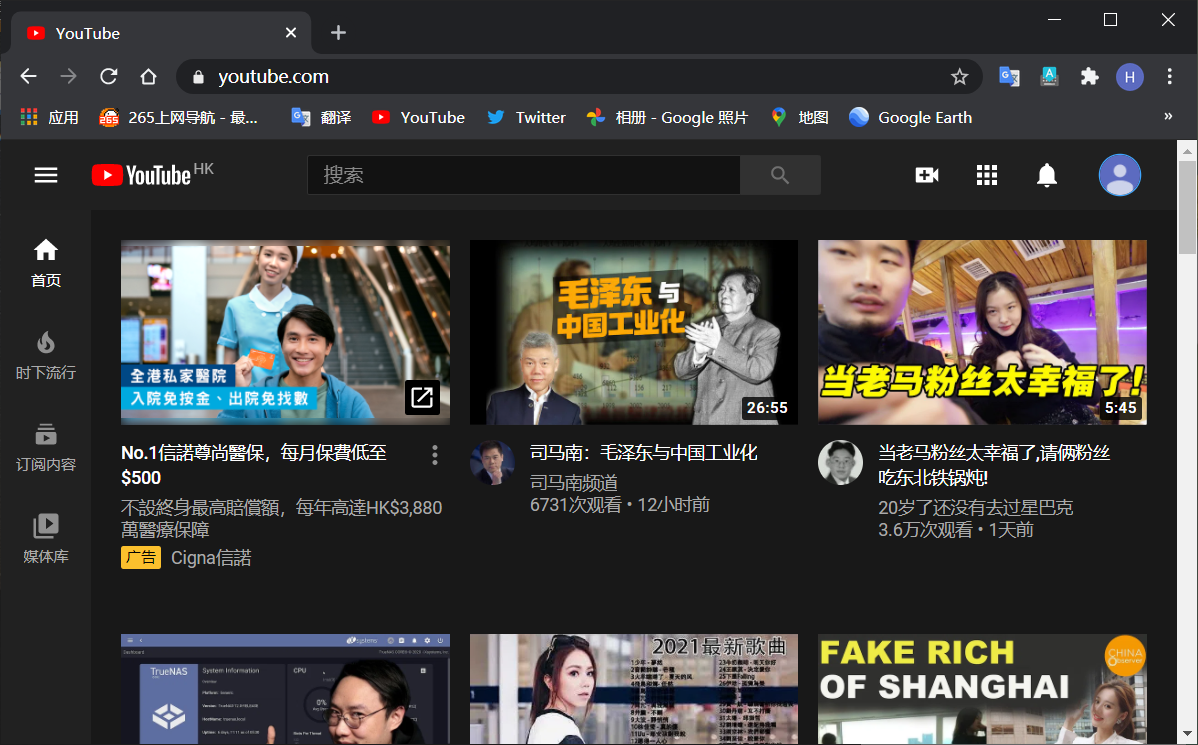 YouTube
youtube.com
H
应用
265上网导航 - 最...
翻译
YouTube
Twitter
相册 - Google 照片
地图
Google Earth
»
YouTube HK
搜索
首页
时下流行
订阅内容
媒体库
全港私家醫院
入院免按金、出院免找數
No.1信諾尊尚醫保，每月保費低至
$500
不設終身最高賠償額，每年高達HK$3,880
萬醫療保障
广告 Cigna信諾
毛泽东与
中国工业化
26:55
司马南：毛泽东与中国工业化
司马南频道
6731次观看 • 12小时前
当老马粉丝太幸福了!
5:45
当老马粉丝太幸福了,请俩粉丝
吃东北铁锅炖!
20岁了还没有去过星巴克
3.6万次观看 • 1天前
Dashboard
TrueNAS
System Information
CPU
Platform:
Version:
HostName:
Uptime:
0%
2021最新歌曲
FAKE RICH
OF SHANGHAI
CHINA
Observer